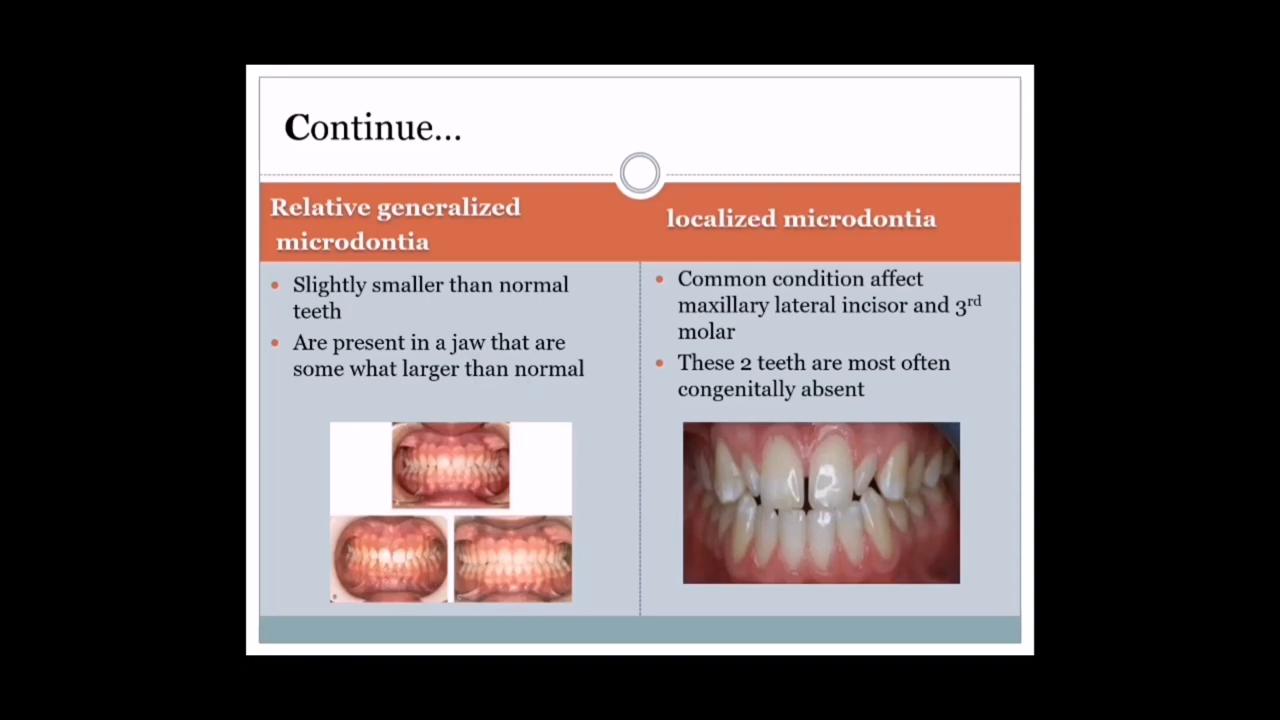 Continue...
Relative generalized
microdontia
• Slightly smaller than normal
teeth
• Are present in a jaw that are
some what larger than normal
localized microdontia
• Common condition affect
maxillary lateral incisor and 3rd
molar
• These 2 teeth are most often
congenitally absent